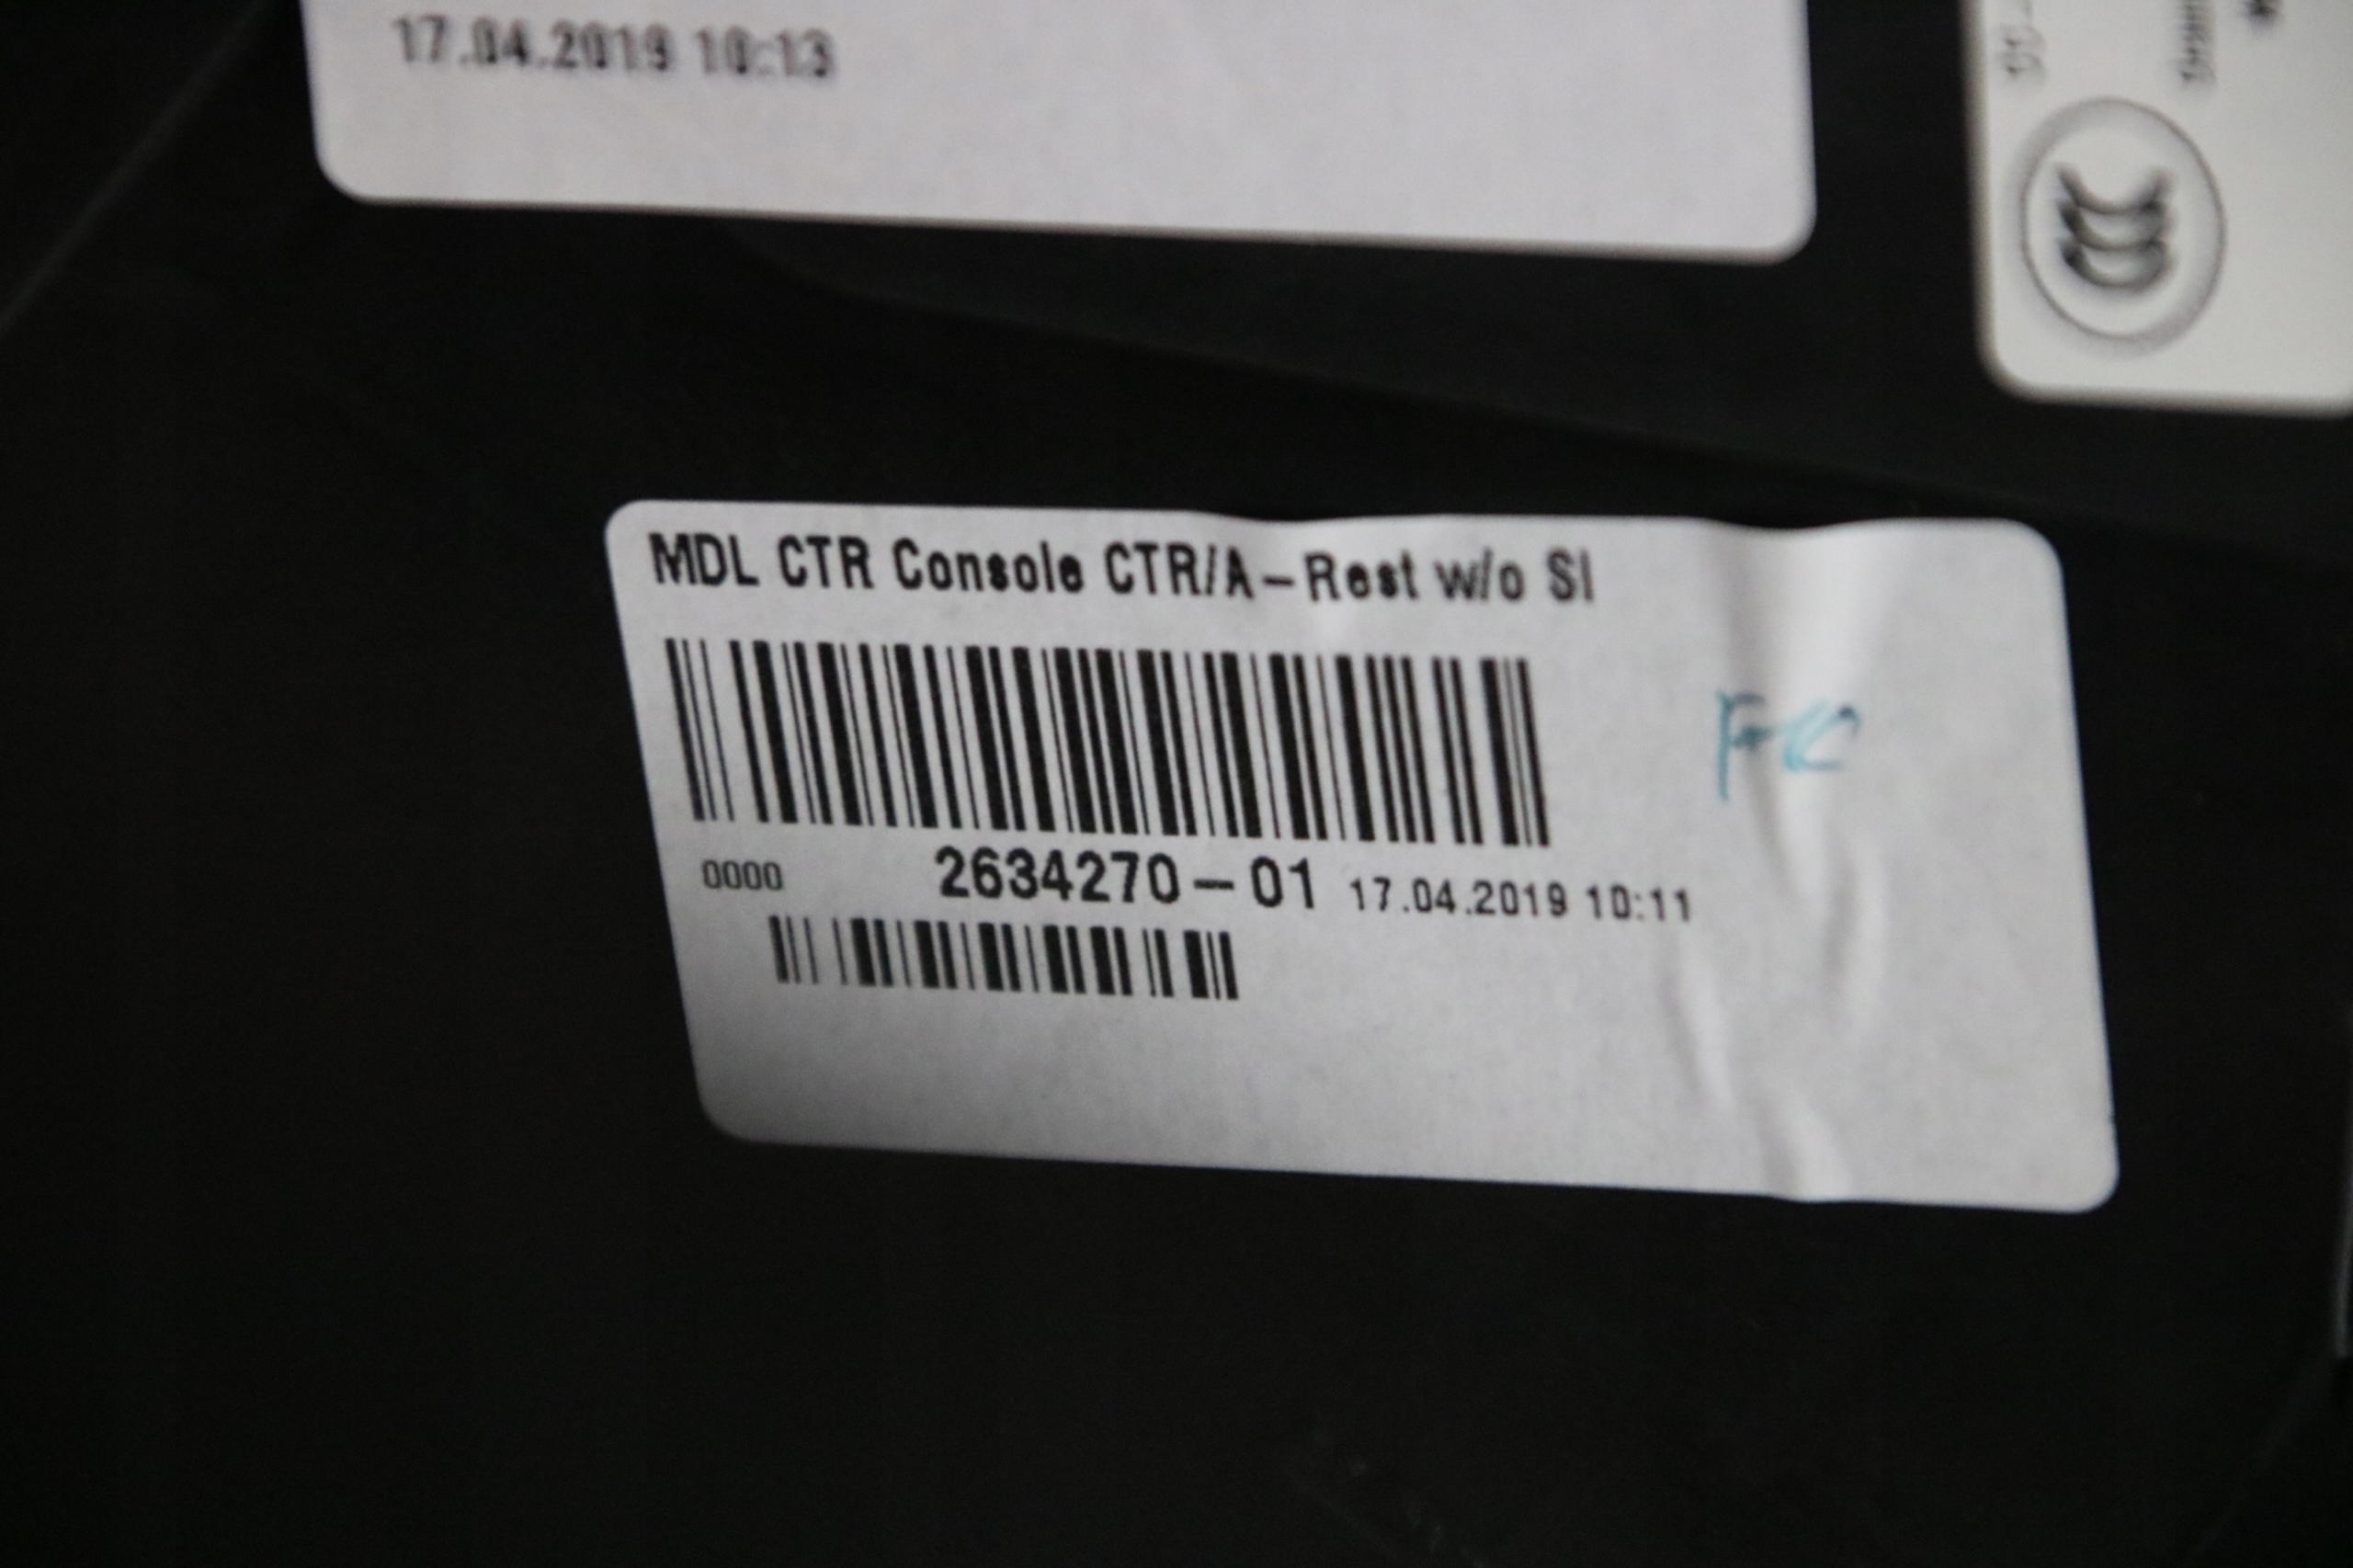 17.04.2019 10:13
MDL CTR Console CTR/A-Rest w/o SI
0000 2634270-01 17.04.2019 10:11